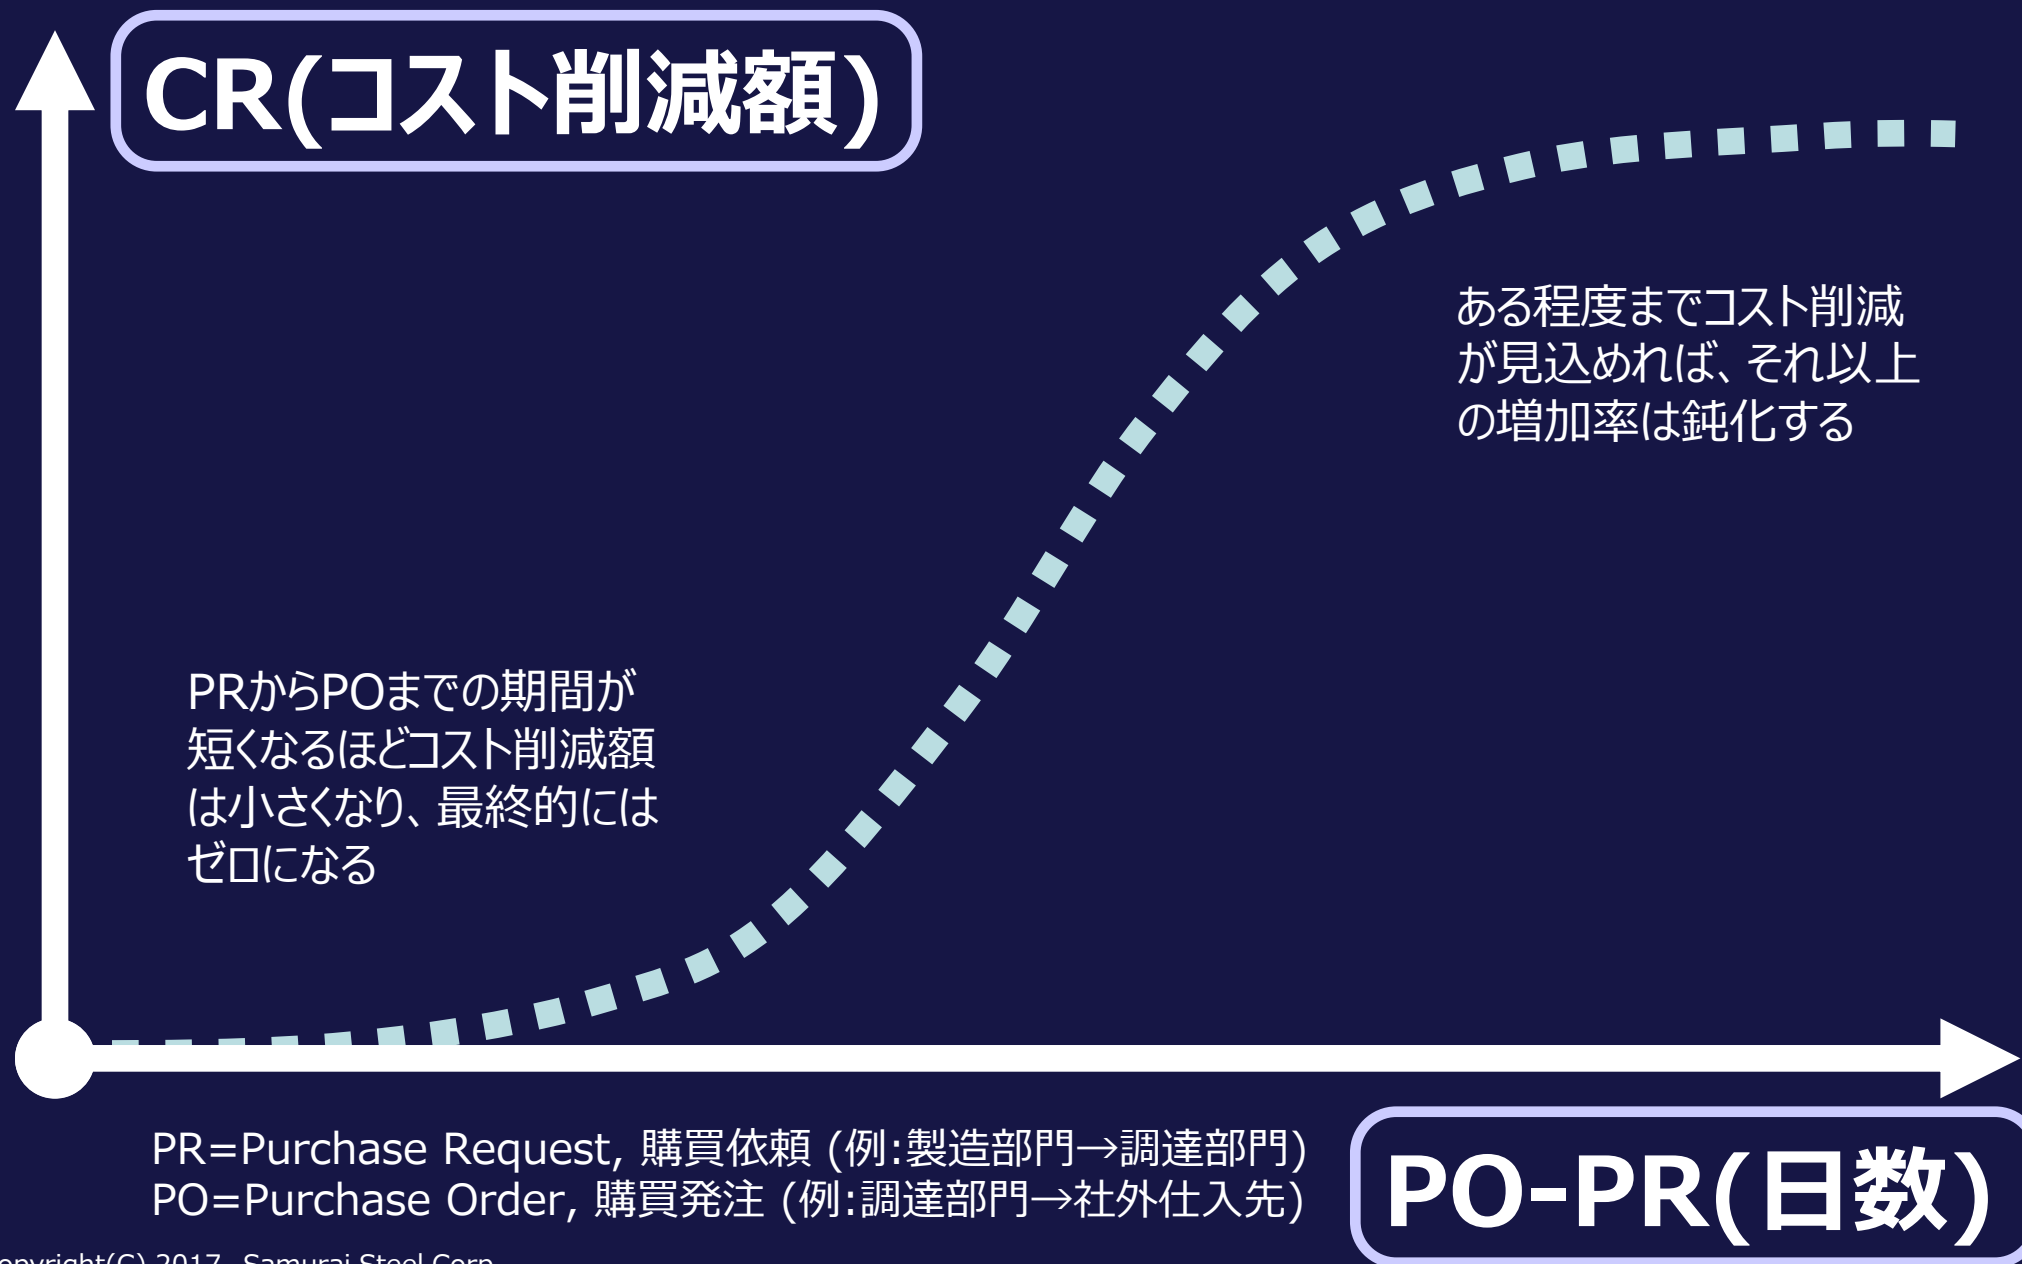 CR(コスト削減額)
ある程度までコスト削減
が見込めれば、それ以上
の増加率は鈍化する
PRからPOまでの期間が
短くなるほどコスト削減額
は小さくなり、最終的には
ゼロになる
PR=Purchase Request, 購買依頼 (例:製造部門→調達部門)
PO=Purchase Order, 購買発注 (例:調達部門→社外仕入先)
PO-PR(日数)
opyright(C) 2017 Samurai Steel Corp